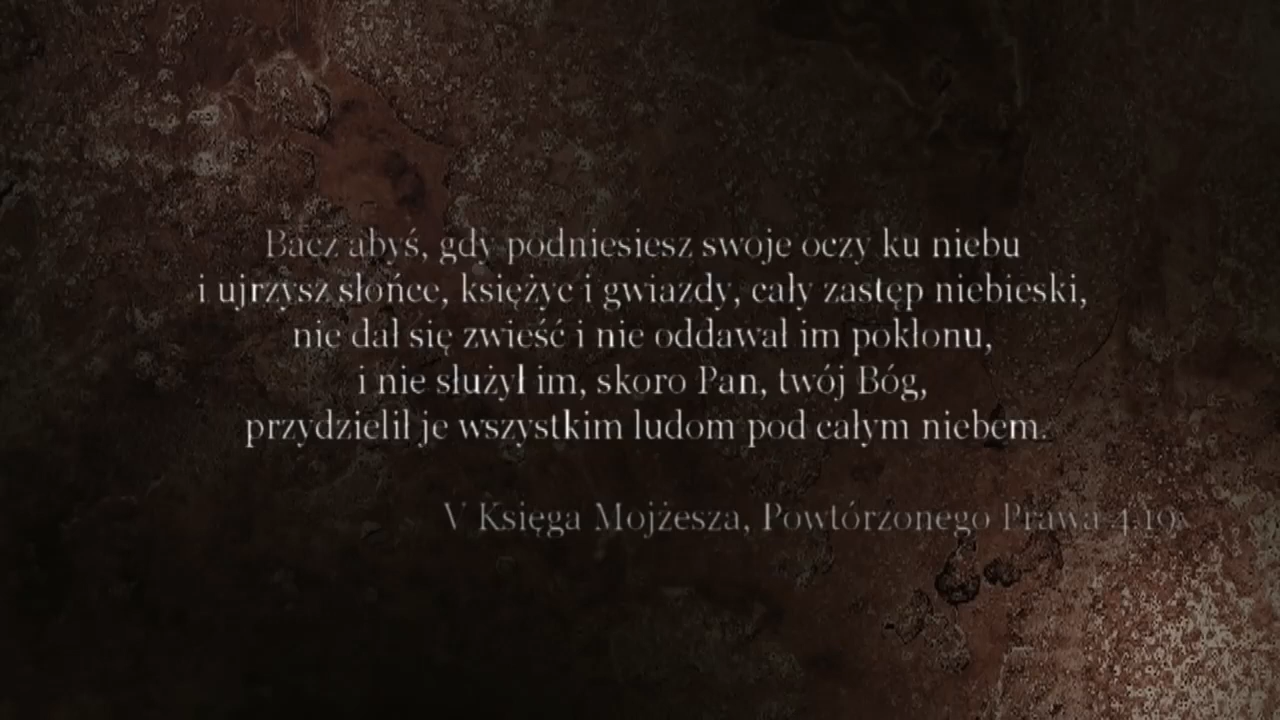 Bacz abyś, gdy podniesiesz swoje oczy ku niebu
i ujrzysz słońce, księżyc i gwiazdy, cały zastęp niebieski,
nie dał się zwieść i nie oddawał im pokłonu,
i nie służył im, skoro Pan, twój Bóg,
przydzielił je wszystkim ludom pod całym niebem.
V Księga Mojżesza, Powtórzonego Prawa 4.19